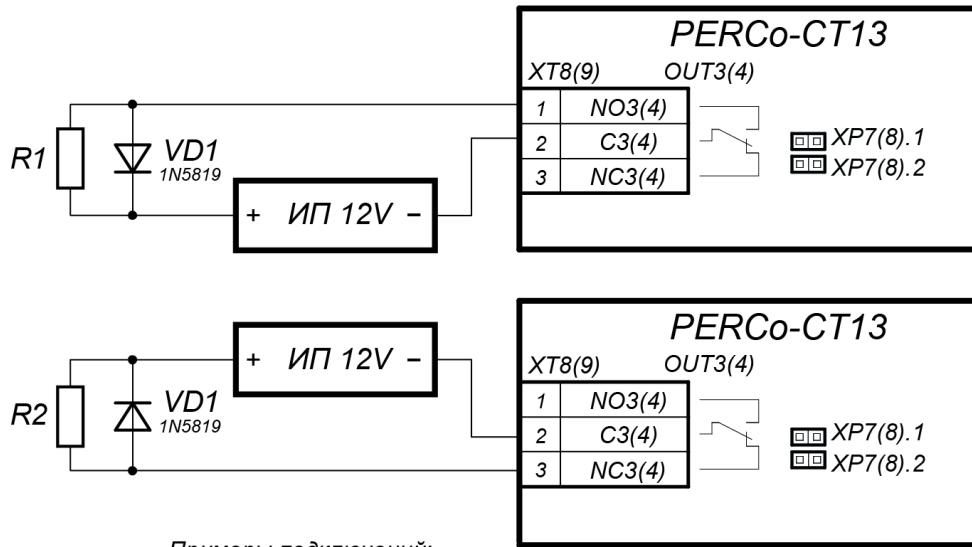 PERCo-CT13
XT8(9) OUT3(4)
1 NO3(4)
2 C3(4)
3 NC3(4)
XP7(8).1
XP7(8).2
R1
VD1
1N5819
+ ИП 12V −
PERCo-CT13
XT8(9) OUT3(4)
1 NO3(4)
2 C3(4)
3 NC3(4)
XP7(8).1
XP7(8).2
+ ИП 12V −
R2
VD1
1N5819
Примеры подключений: